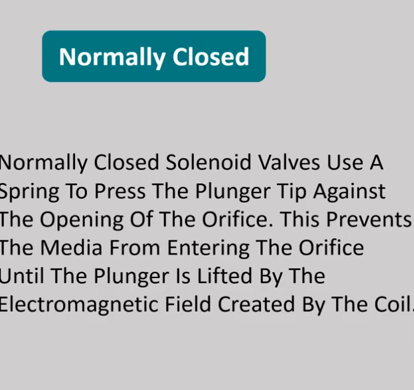 Normally Closed
Normally Closed Solenoid Valves Use A
Spring To Press The Plunger Tip Against
The Opening Of The Orifice. This Prevents
The Media From Entering The Orifice
Until The Plunger Is Lifted By The
Electromagnetic Field Created By The Coil.